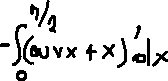 -∫₀^{π/2} (cos x + x)' dx